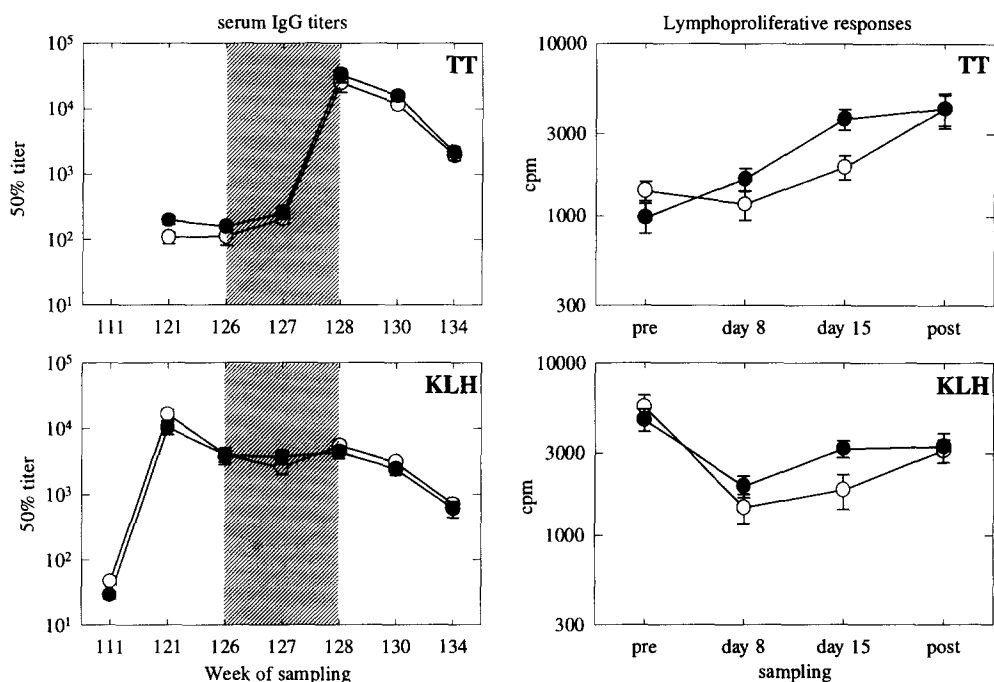 serum IgG titers
Lymphoproliferative responses
10⁵
10⁴
10³
10²
10¹
50% titer
TT
111 121 126 127 128 130 134
10000
3000
1000
300
cpm
TT
pre day 8 day 15 post
10⁵
10⁴
10³
10²
10¹
50% titer
KLH
111 121 126 127 128 130 134
Week of sampling
10000
3000
1000
300
cpm
KLH
pre day 8 day 15 post
sampling